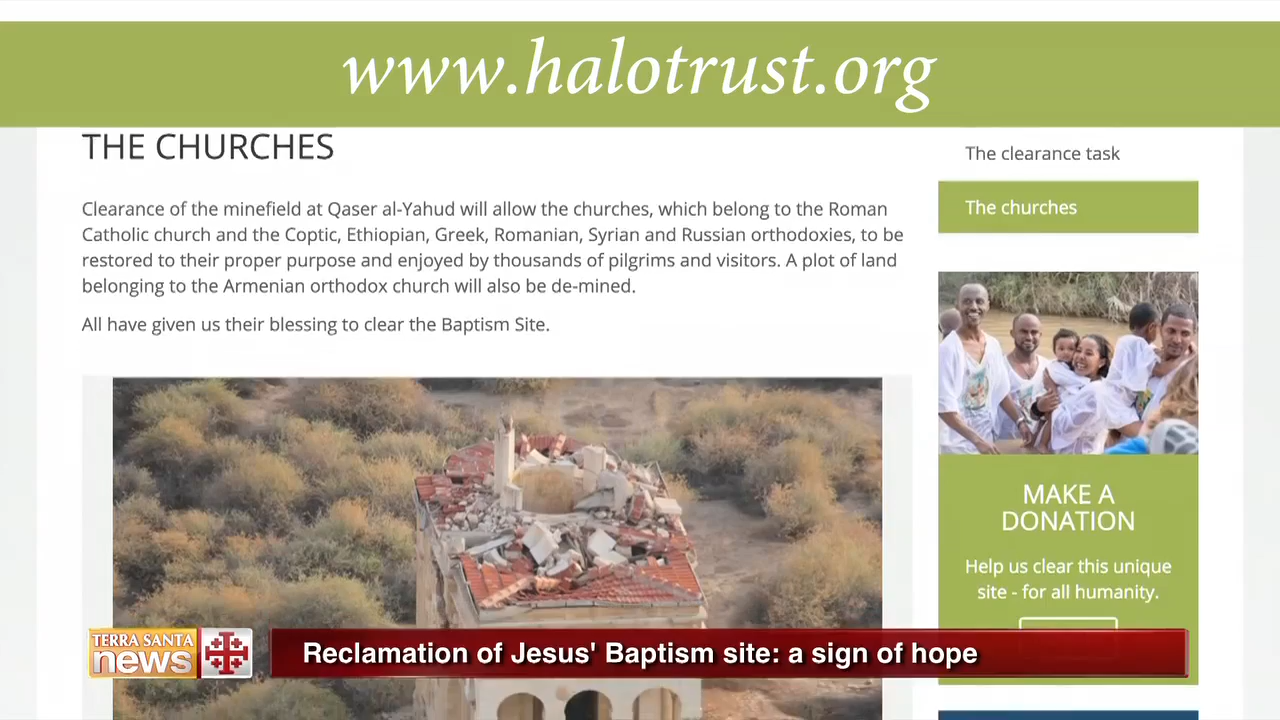 www.halotrust.org
THE CHURCHES
Clearance of the minefield at Qaser al-Yahud will allow the churches, which belong to the Roman
Catholic church and the Coptic, Ethiopian, Greek, Romanian, Syrian and Russian orthodoxies, to be
restored to their proper purpose and enjoyed by thousands of pilgrims and visitors. A plot of land
belonging to the Armenian orthodox church will also be de-mined.
All have given us their blessing to clear the Baptism Site.
The clearance task
The churches
MAKE A
DONATION
Help us clear this unique
site - for all humanity.
TERRA SANTA
news
Reclamation of Jesus' Baptism site: a sign of hope